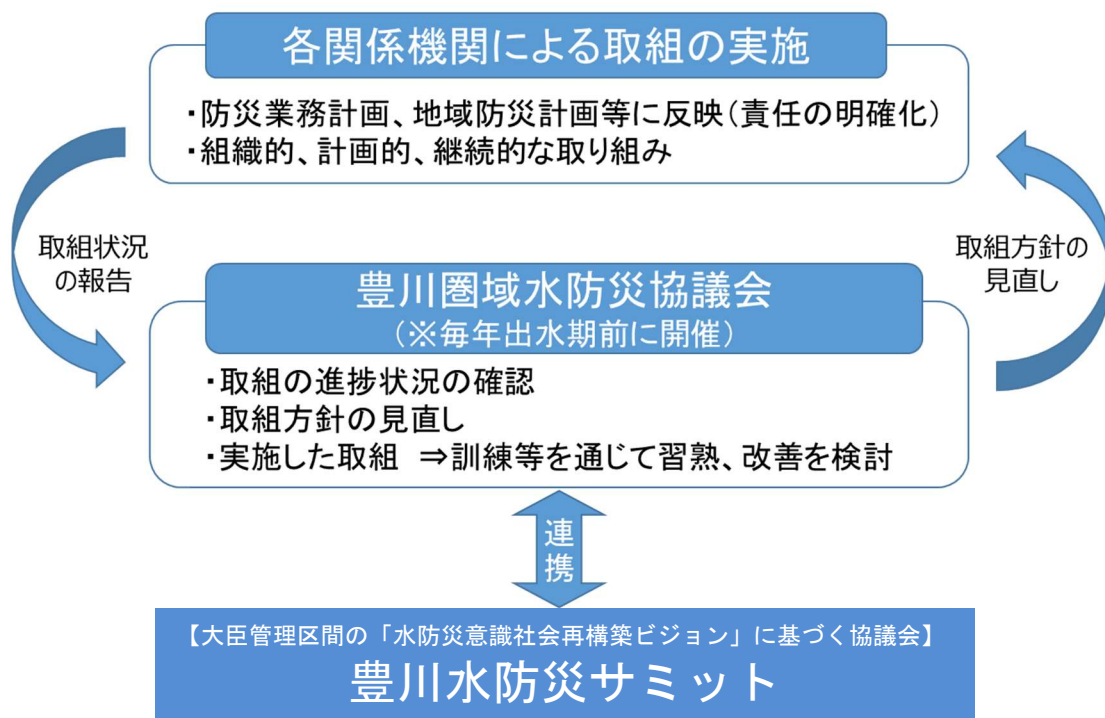 各関係機関による取組の実施
・防災業務計画、地域防災計画等に反映（責任の明確化）
・組織的、計画的、継続的な取り組み
取組状況
の報告
取組方針の
見直し
豊川圏域水防災協議会
（※毎年出水期前に開催）
・取組の進捗状況の確認
・取組方針の見直し
・実施した取組 ⇒訓練等を通じて習熟、改善を検討
連
携
【大臣管理区間の「水防災意識社会再構築ビジョン」に基づく協議会】
豊川水防災サミット